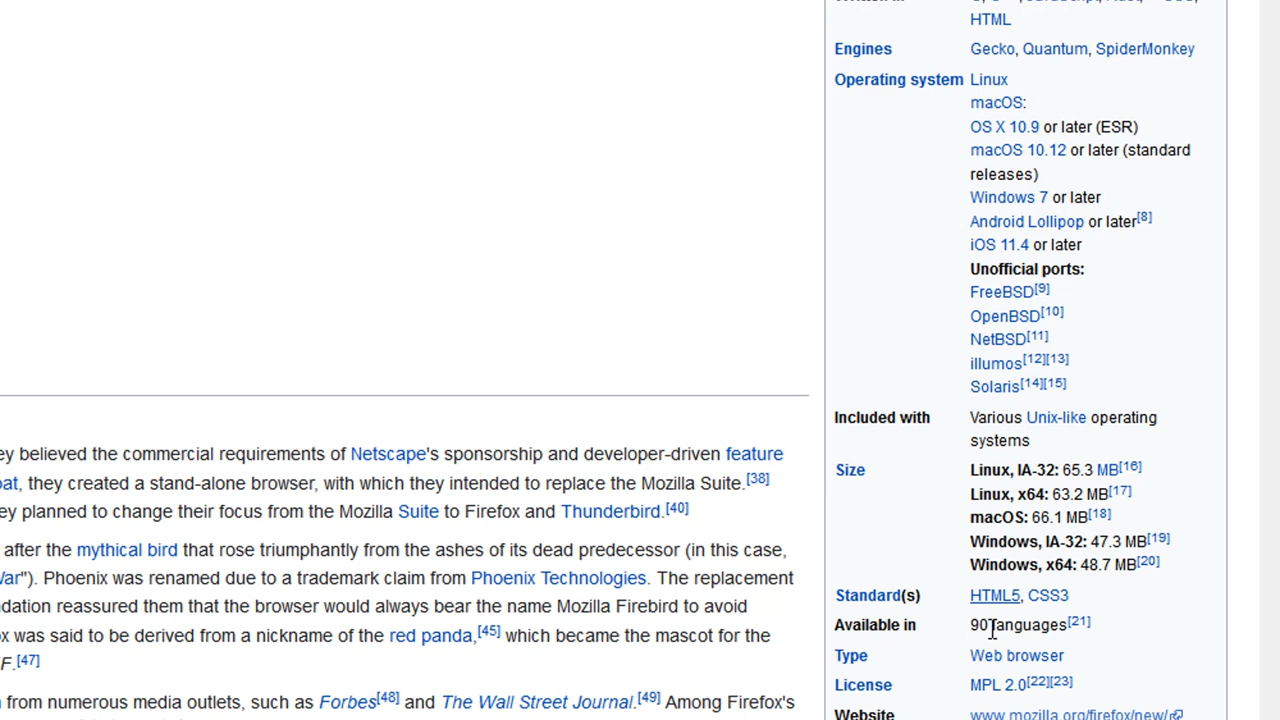 HTML
Engines Gecko, Quantum, SpiderMonkey
Operating system Linux
macOS:
OS X 10.9 or later (ESR)
macOS 10.12 or later (standard
releases)
Windows 7 or later
Android Lollipop or later[8]
iOS 11.4 or later
Unofficial ports:
FreeBSD[9]
OpenBSD[10]
NetBSD[11]
illumos[12][13]
Solaris[14][15]
Included with Various Unix-like operating
systems
Size Linux, IA-32: 65.3 MB[16]
Linux, x64: 63.2 MB[17]
macOS: 66.1 MB[18]
Windows, IA-32: 47.3 MB[19]
Windows, x64: 48.7 MB[20]
Standard(s) HTML5, CSS3
Available in 90 languages[21]
Type Web browser
License MPL 2.0[22][23]
Website www.mozilla.org/firefox/new/
believed the commercial requirements of Netscape's sponsorship and developer-driven feature
they created a stand-alone browser, with which they intended to replace the Mozilla Suite.[38]
planned to change their focus from the Mozilla Suite to Firefox and Thunderbird.[40]
after the mythical bird that rose triumphantly from the ashes of its dead predecessor (in this case,
"). Phoenix was renamed due to a trademark claim from Phoenix Technologies. The replacement
reassured them that the browser would always bear the name Mozilla Firebird to avoid
was said to be derived from a nickname of the red panda,[45] which became the mascot for the
F.[47]
from numerous media outlets, such as Forbes[48] and The Wall Street Journal.[49] Among Firefox's